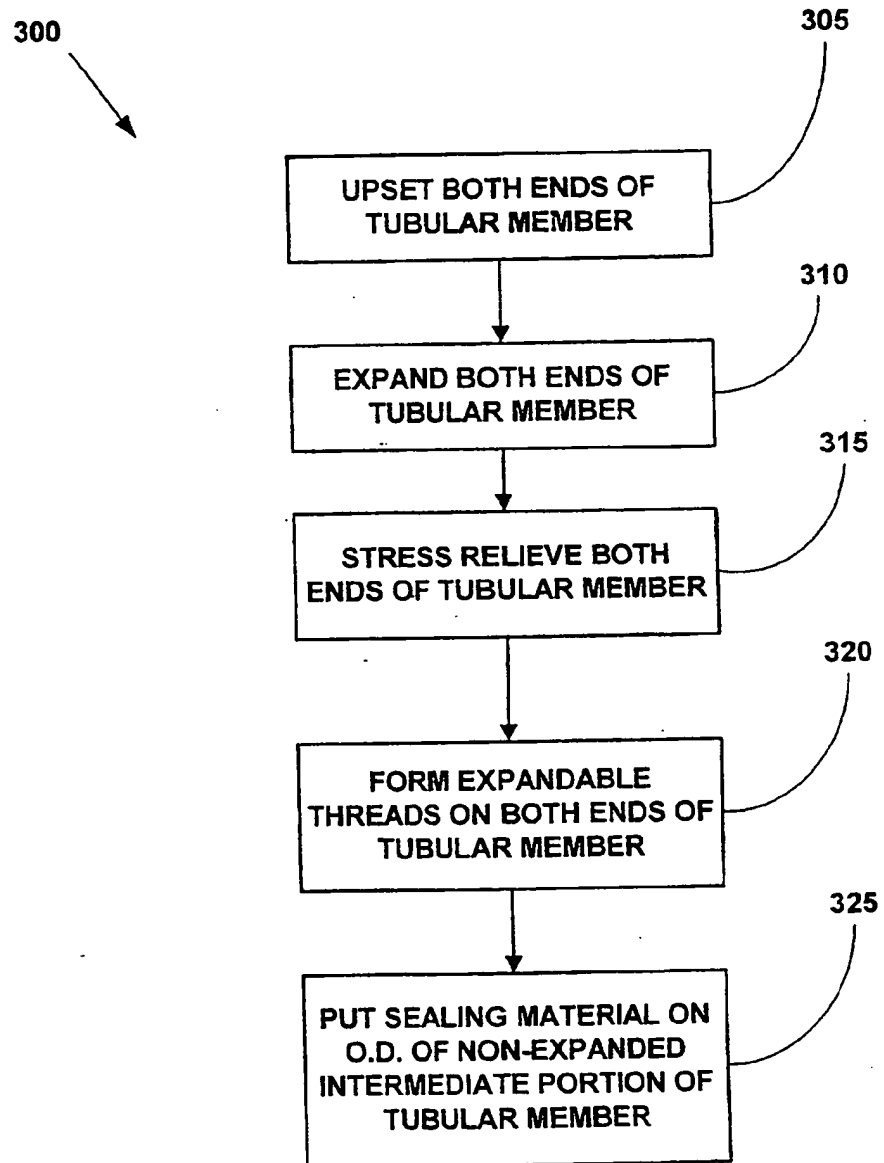 300
305
UPSET BOTH ENDS OF
TUBULAR MEMBER
310
EXPAND BOTH ENDS OF
TUBULAR MEMBER
315
STRESS RELIEVE BOTH
ENDS OF TUBULAR MEMBER
320
FORM EXPANDABLE
THREADS ON BOTH ENDS OF
TUBULAR MEMBER
325
PUT SEALING MATERIAL ON
O.D. OF NON-EXPANDED
INTERMEDIATE PORTION OF
TUBULAR MEMBER